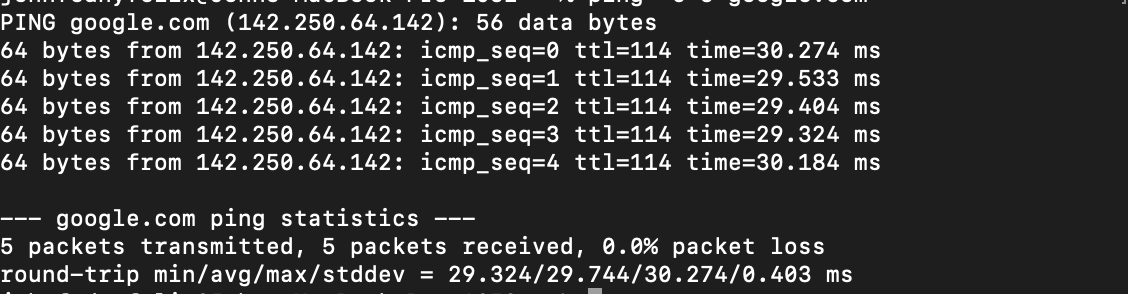 PING google.com (142.250.64.142): 56 data bytes
64 bytes from 142.250.64.142: icmp_seq=0 ttl=114 time=30.274 ms
64 bytes from 142.250.64.142: icmp_seq=1 ttl=114 time=29.533 ms
64 bytes from 142.250.64.142: icmp_seq=2 ttl=114 time=29.404 ms
64 bytes from 142.250.64.142: icmp_seq=3 ttl=114 time=29.324 ms
64 bytes from 142.250.64.142: icmp_seq=4 ttl=114 time=30.184 ms
--- google.com ping statistics ---
5 packets transmitted, 5 packets received, 0.0% packet loss
round-trip min/avg/max/stddev = 29.324/29.744/30.274/0.403 ms